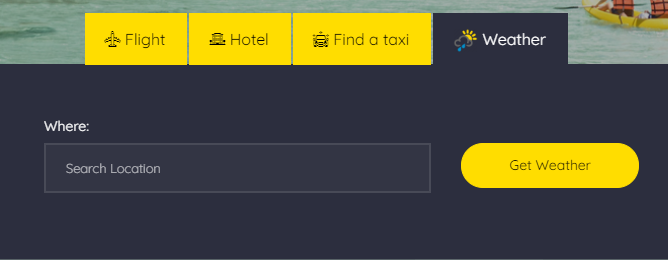 Flight Hotel Find a taxi Weather
Where:
Search Location
Get Weather